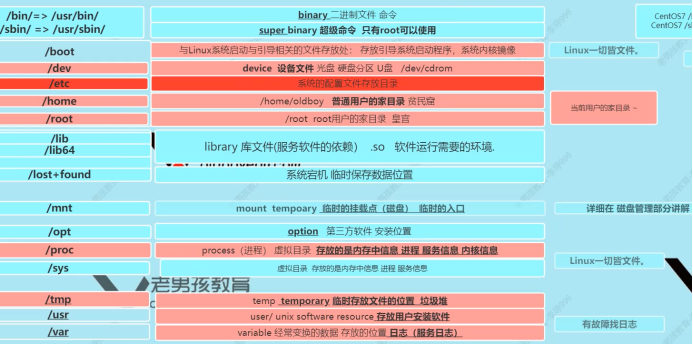 /bin/=> /usr/bin/
binary 二进制文件 命令
/sbin/ => /usr/sbin/
super binary 超级命令 只有root可以使用
CentOS7 /
CentOS7 /s
/boot
与Linux系统启动与引导相关的文件存放处： 存放引导系统启动程序，系统内核镜像
Linux一切皆文件。
/dev
device 设备文件 光盘 硬盘分区 U盘 /dev/cdrom
/etc
系统的配置文件存放目录
/home
/home/oldboy 普通用户的家目录 贫民窟
当前用户的家目录 ~
/root
/root root用户的家目录 皇宫
/lib
/lib64
library 库文件(服务软件的依赖） .so 软件运行需要的环境.
/lost+found
系统宕机 临时保存数据位置
/mnt
mount tempoary 临时的挂载点（磁盘） 临时的入口
详细在 磁盘管理部分讲解
/opt
option 第三方软件 安装位置
/proc
process（进程） 虚拟目录 存放的是内存中信息 进程 服务信息 内核信息
Linux一切皆文件。
/sys
虚拟目录 存放的是内存中信息 进程 服务信息
老男孩教育
/tmp
temp temporary 临时存放文件的位置 垃圾堆
/usr
user/ unix software resource 存放用户安装软件
/var
variable 经常变换的数据 存放的位置 日志（服务日志）
有故障找日志